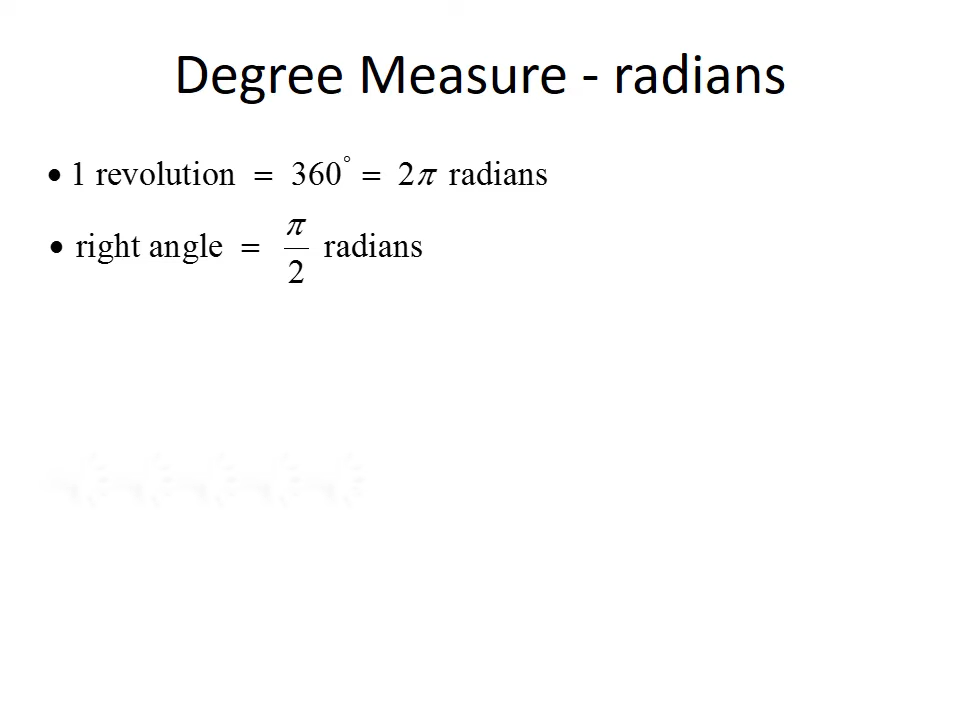 Degree Measure - radians
• 1 revolution = 360° = 2π radians
• right angle = π/2 radians